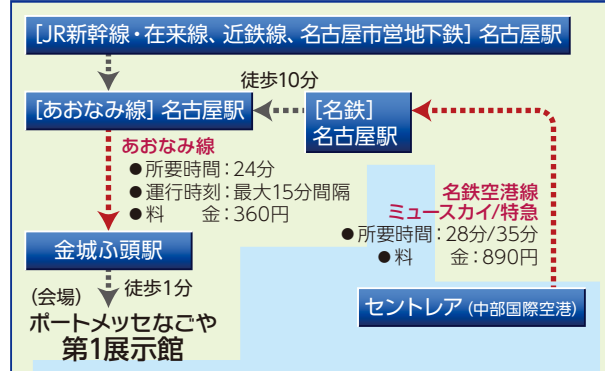 [JR新幹線・在来線、近鉄線、名古屋市営地下鉄] 名古屋駅
徒歩10分
[あおなみ線] 名古屋駅
[名鉄]
名古屋駅
あおなみ線
●所要時間:24分
●運行時刻:最大15分間隔
●料　　金:360円
名鉄空港線
ミュースカイ/特急
●所要時間:28分/35分
●料　　金:890円
金城ふ頭駅
徒歩1分
(会場)
ポートメッセなごや
第1展示館
セントレア (中部国際空港)